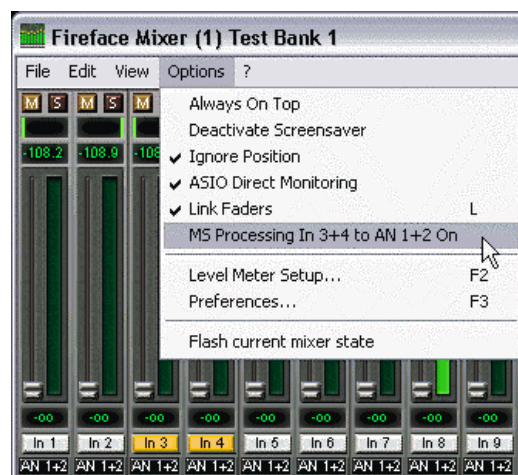 Fireface Mixer (1) Test Bank 1
File Edit View Options ?
M S M S M
-108.2 -108.9 -108
Always On Top
Deactivate Screensaver
Ignore Position
ASIO Direct Monitoring
Link Faders L
MS Processing In 3+4 to AN 1+2 On
Level Meter Setup... F2
Preferences... F3
Flash current mixer state
-oo -oo -oo -oo -oo -oo -oo -oo -oo
In 1 In 2 In 3 In 4 In 5 In 6 In 7 In 8 In 9
AN 1+2 AN 1+2 AN 1+2 AN 1+2 AN 1+2 AN 1+2 AN 1+2 AN 1+2 AN 1+2